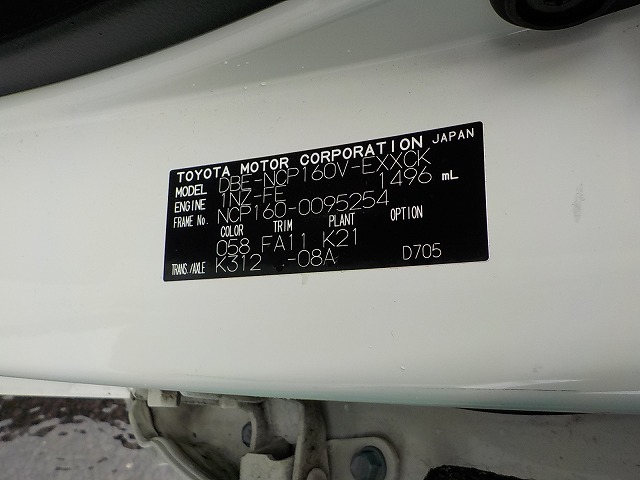 TOYOTA MOTOR CORPORATION JAPAN
MODEL DBE-NCP160V-EXXCK
ENGINE 1NZ-FE 1496 mL
FRAME No. NCP160-0095254
COLOR TRIM PLANT OPTION
058 FA11 K21
TRANS./AXLE K312 -08A D705